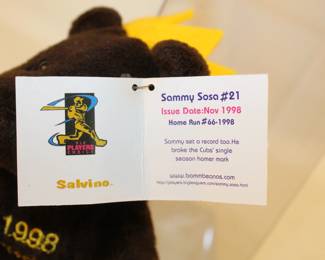 MLB
PLAYERS
CHOICE
Salvino
Sammy Sosa #21
Issue Date:Nov 1998
Home Run #66-1998
Sammy set a record too.He
broke the Cubs' single
season homer mark
www.bammbeanos.com
1998